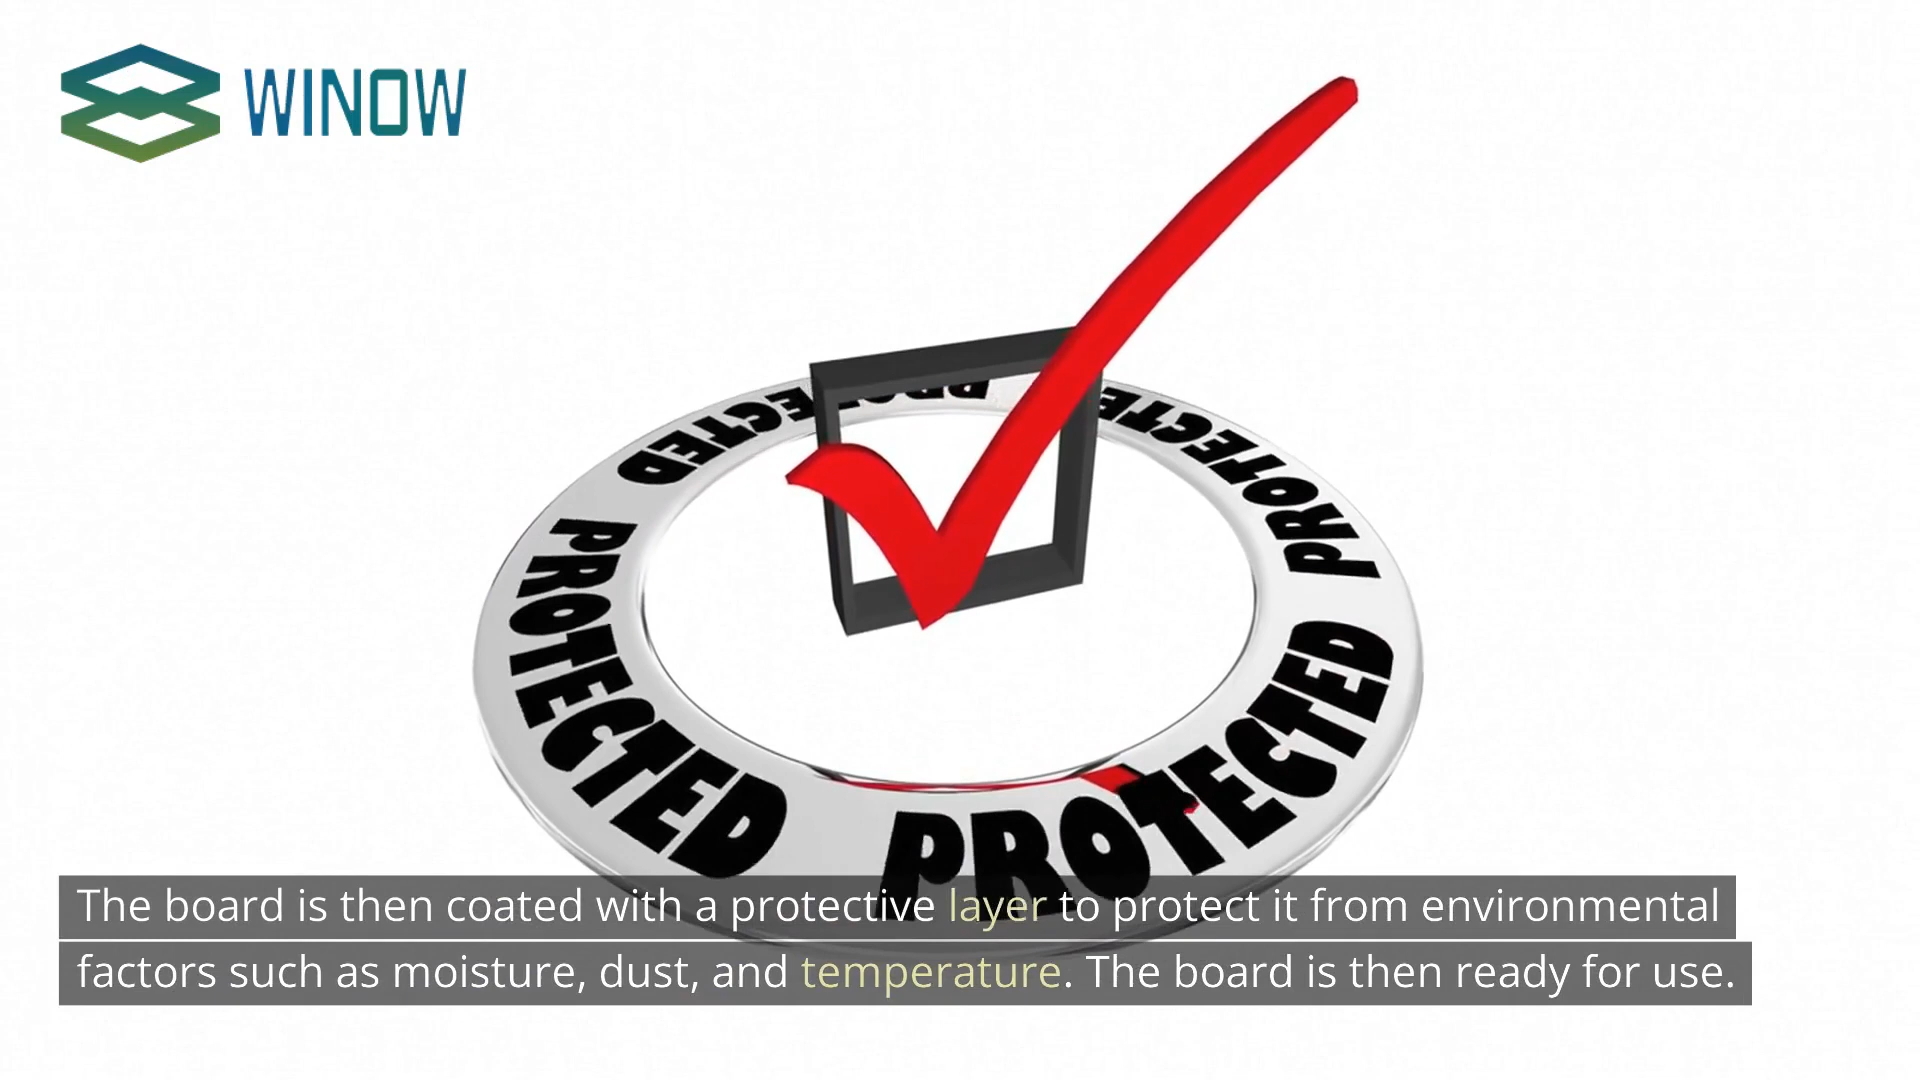 WINOW
PROTECTED
PROTECTED
PROTECTED
PROTECTED
PROTECTED
The board is then coated with a protective layer to protect it from environmental
factors such as moisture, dust, and temperature. The board is then ready for use.